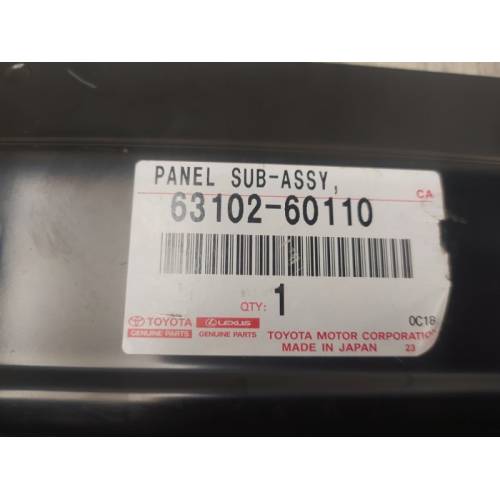 PANEL SUB-ASSY,
CA
63102-60110
QTY: 1
0C18
TOYOTA
GENUINE PARTS
LEXUS
GENUINE PARTS
TOYOTA MOTOR CORPORATION
MADE IN JAPAN 23